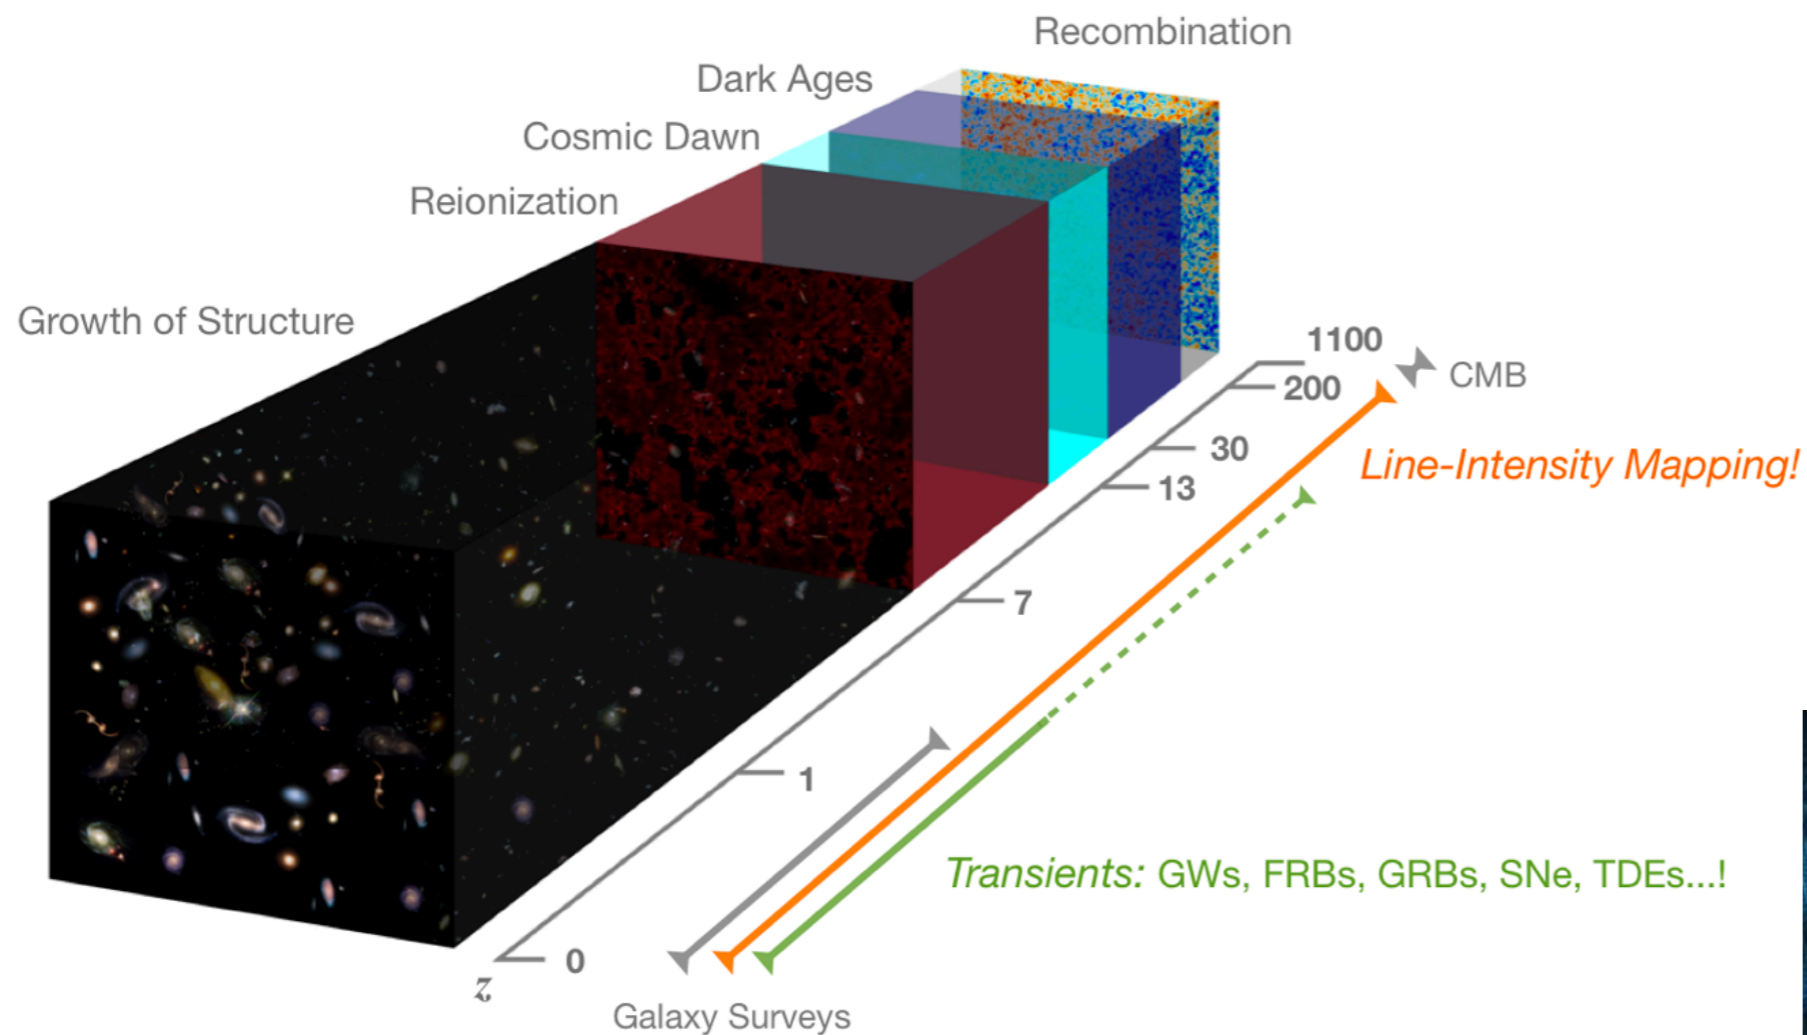 Recombination
Dark Ages
Cosmic Dawn
Reionization
Growth of Structure
1100
CMB
200
30
Line-Intensity Mapping!
13
7
1
Transients: GWs, FRBs, GRBs, SNe, TDEs...!
0
z
Galaxy Surveys